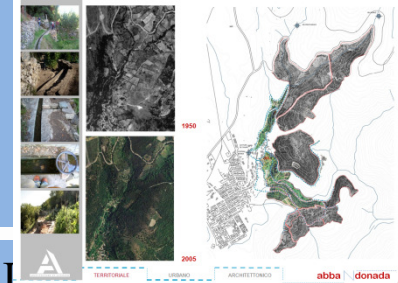 1950
2005
TERRITORIALE
URBANO
ARCHITETTONICO
abba donada